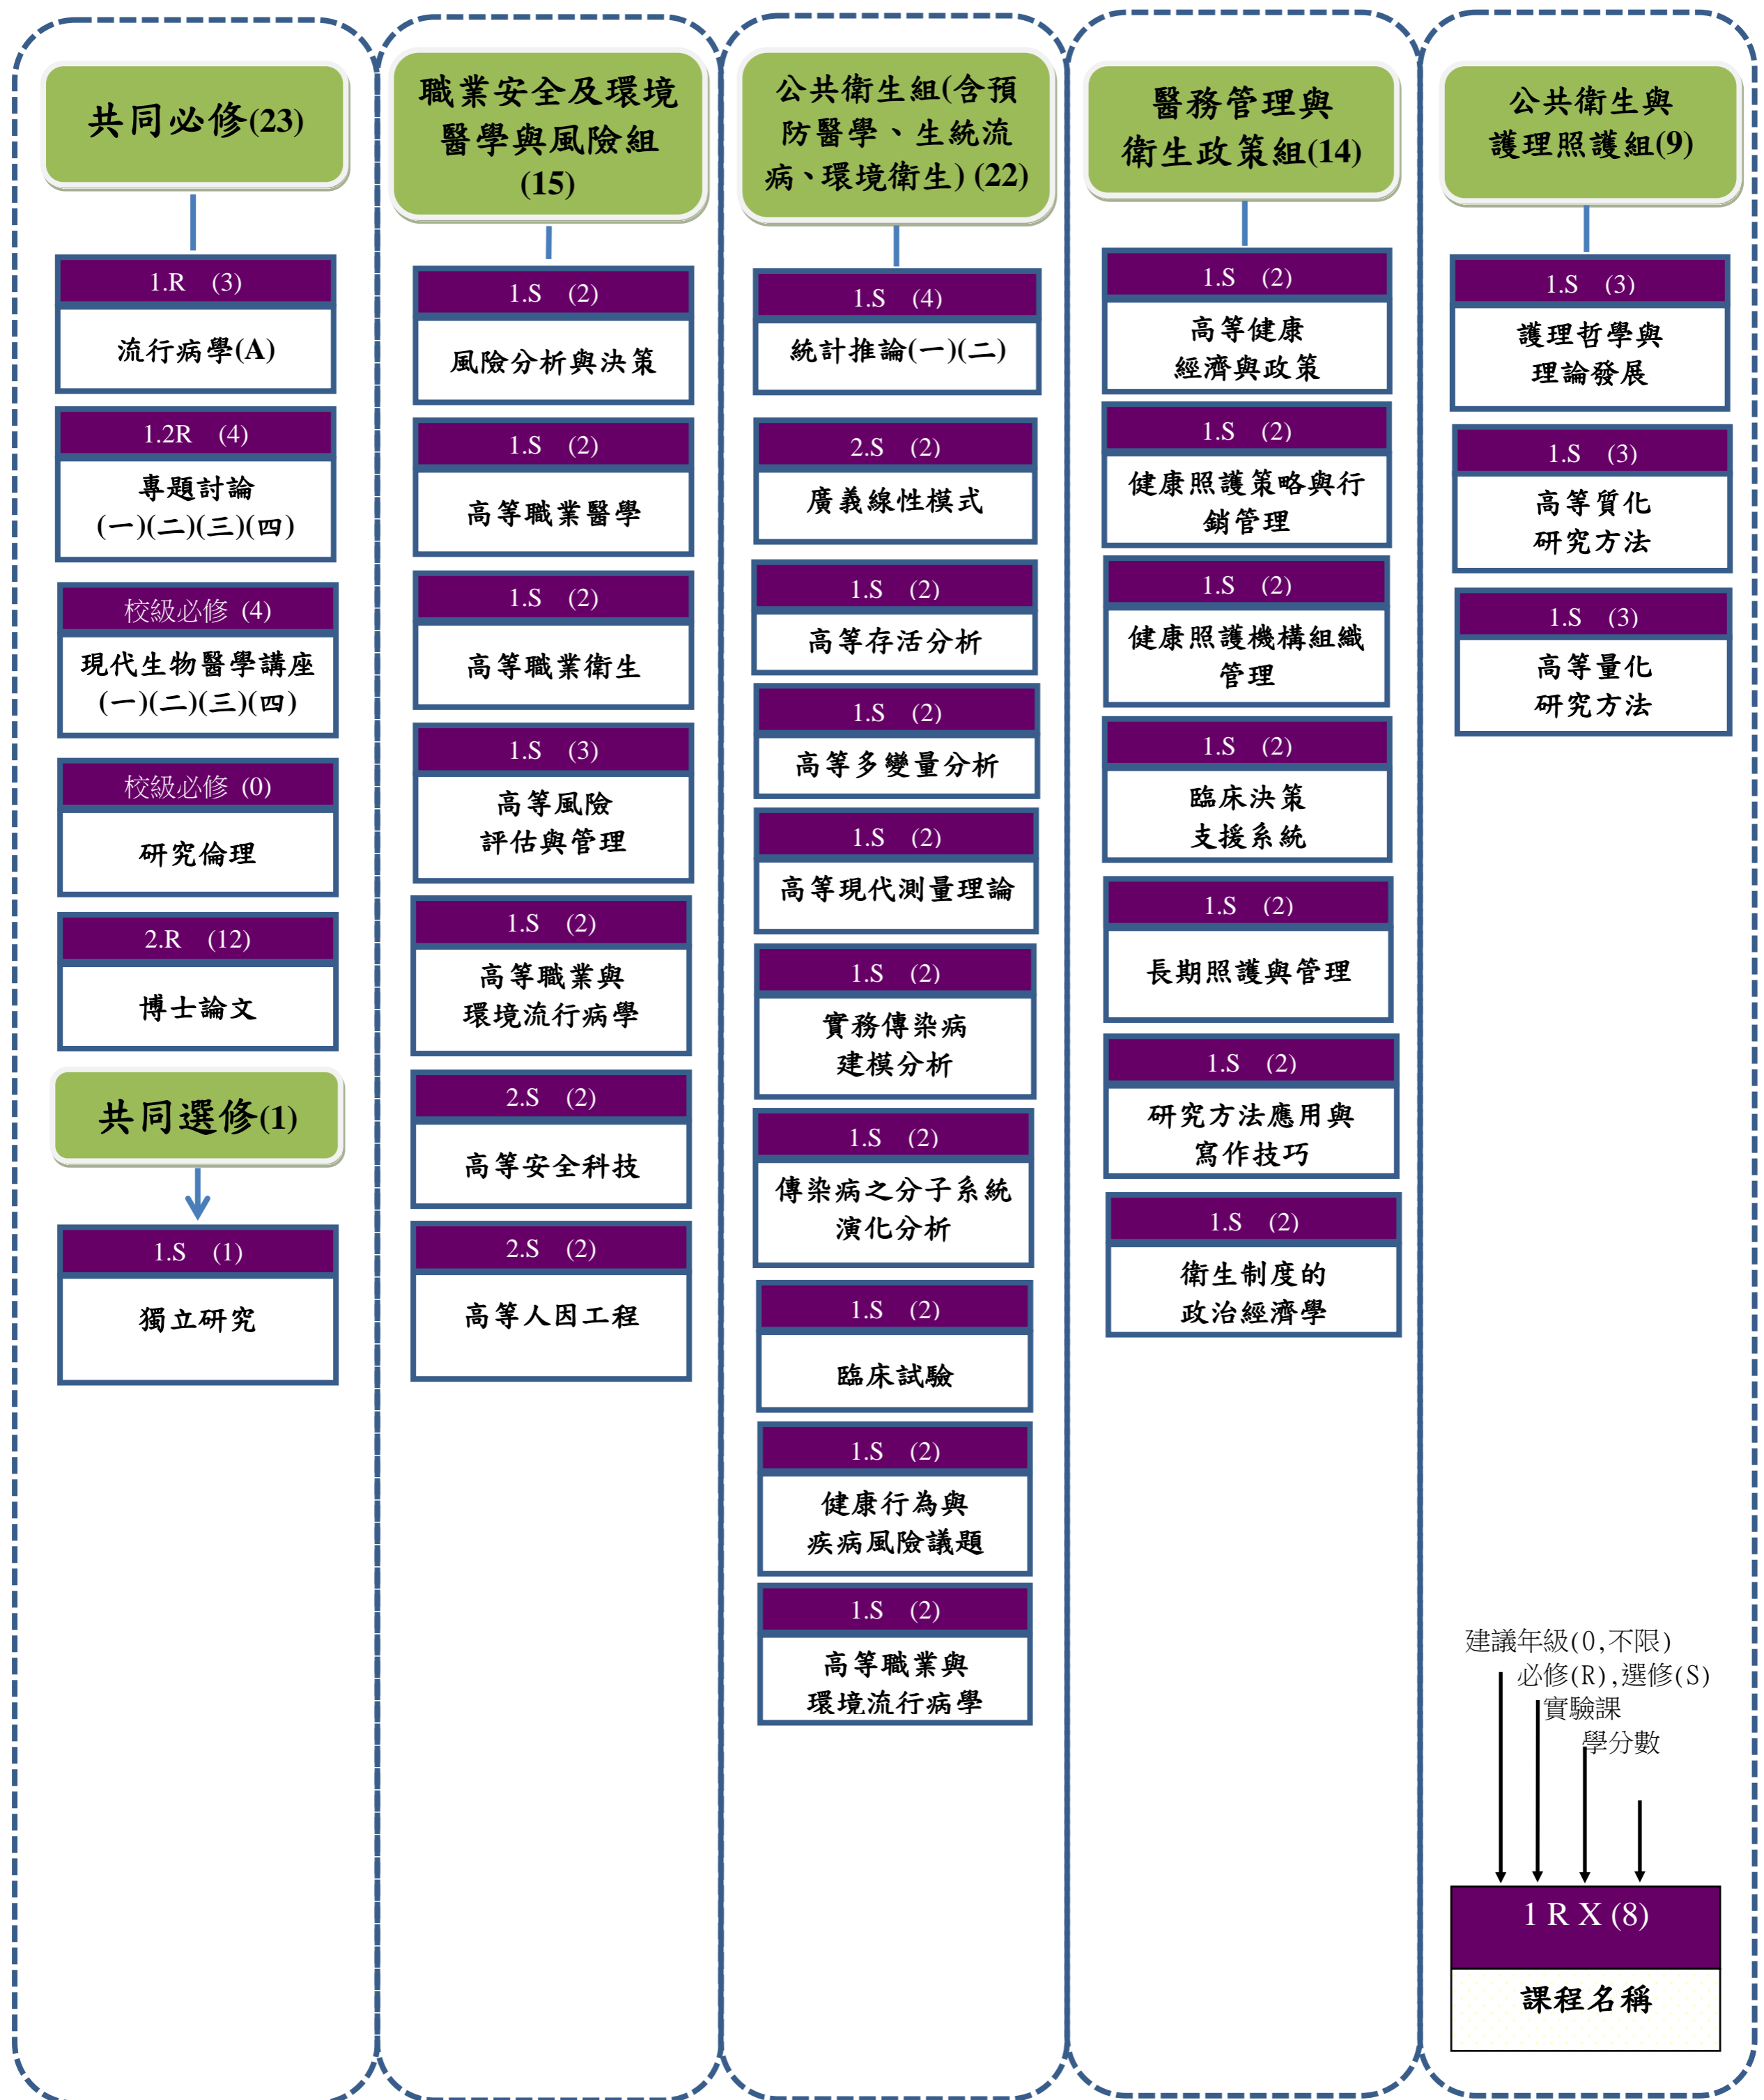 共同必修(23)
1.R (3)
流行病學(A)
1.2R (4)
專題討論
(一)(二)(三)(四)
校級必修 (4)
現代生物醫學講座
(一)(二)(三)(四)
校級必修 (0)
研究倫理
2.R (12)
博士論文
共同選修(1)
1.S (1)
獨立研究
職業安全及環境
醫學與風險組
(15)
1.S (2)
風險分析與決策
1.S (2)
高等職業醫學
1.S (2)
高等職業衛生
1.S (3)
高等風險
評估與管理
1.S (2)
高等職業與
環境流行病學
2.S (2)
高等安全科技
2.S (2)
高等人因工程
公共衛生組(含預
防醫學、生統流
病、環境衛生) (22)
1.S (4)
統計推論(一)(二)
2.S (2)
廣義線性模式
1.S (2)
高等存活分析
1.S (2)
高等多變量分析
1.S (2)
高等現代測量理論
1.S (2)
實務傳染病
建模分析
1.S (2)
傳染病之分子系統
演化分析
1.S (2)
臨床試驗
1.S (2)
健康行為與
疾病風險議題
1.S (2)
高等職業與
環境流行病學
醫務管理與
衛生政策組(14)
1.S (2)
高等健康
經濟與政策
1.S (2)
健康照護策略與行
銷管理
1.S (2)
健康照護機構組織
管理
1.S (2)
臨床決策
支援系統
1.S (2)
長期照護與管理
1.S (2)
研究方法應用與
寫作技巧
1.S (2)
衛生制度的
政治經濟學
公共衛生與
護理照護組(9)
1.S (3)
護理哲學與
理論發展
1.S (3)
高等質化
研究方法
1.S (3)
高等量化
研究方法
建議年級(0,不限)
必修(R),選修(S)
實驗課
學分數
1 R X (8)
課程名稱